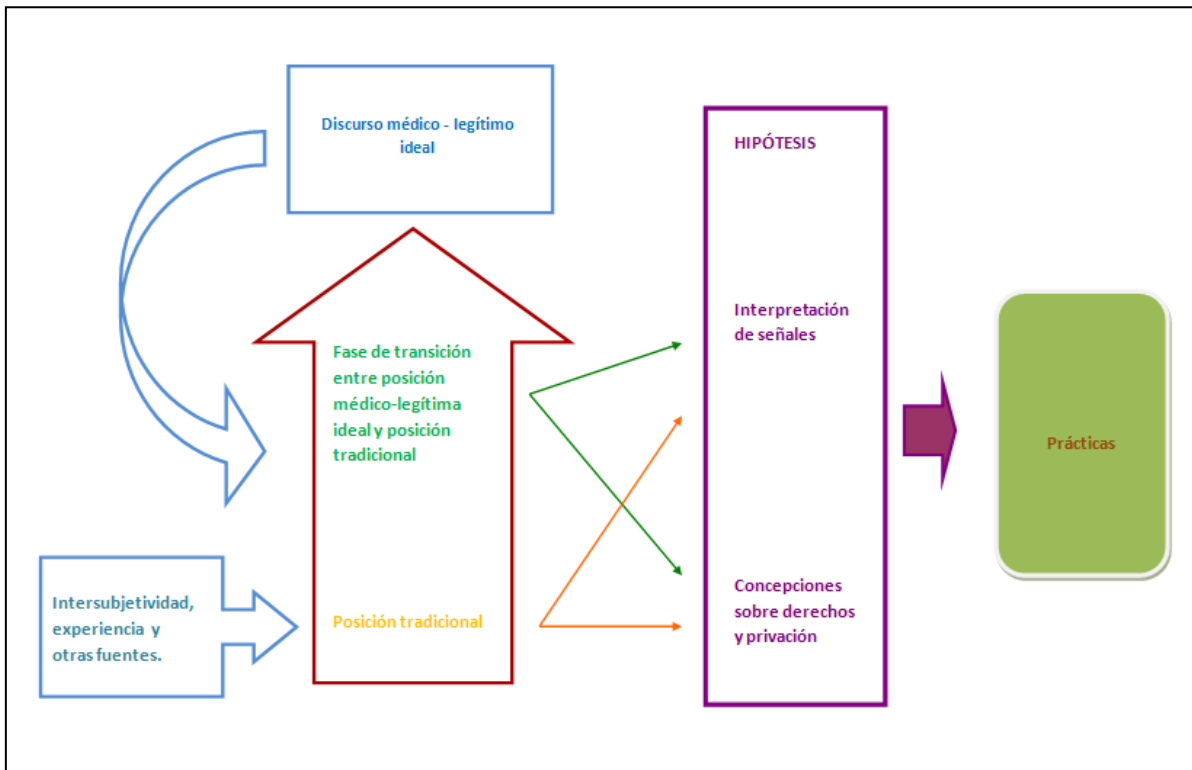 Discurso médico - legítimo
ideal
HIPÓTESIS
Fase de transición
entre posición
médico-legítima
ideal y posición
tradicional
Interpretación
de señales
Prácticas
Intersubjetividad,
experiencia y
otras fuentes.
Posición tradicional
Concepciones
sobre derechos
y privación